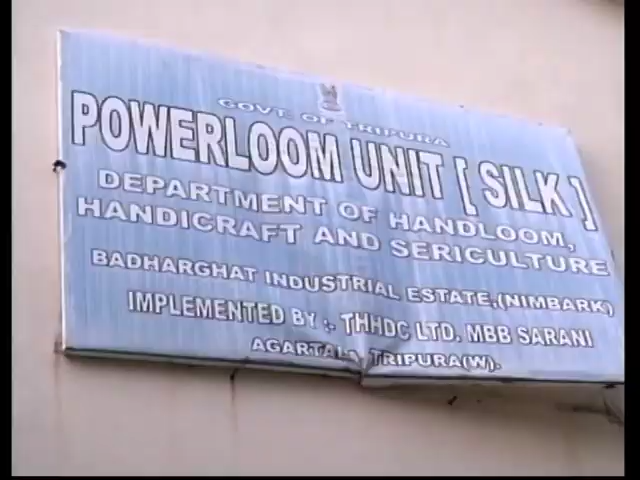 GOVT. OF TRIPURA
POWERLOOM UNIT [ SILK ]
DEPARTMENT OF HANDLOOM,
HANDICRAFT AND SERICULTURE
BADHARGHAT INDUSTRIAL ESTATE,(NIMBARK)
IMPLEMENTED BY :- THHDC LTD. MBB SARANI
AGARTALA TRIPURA(W).